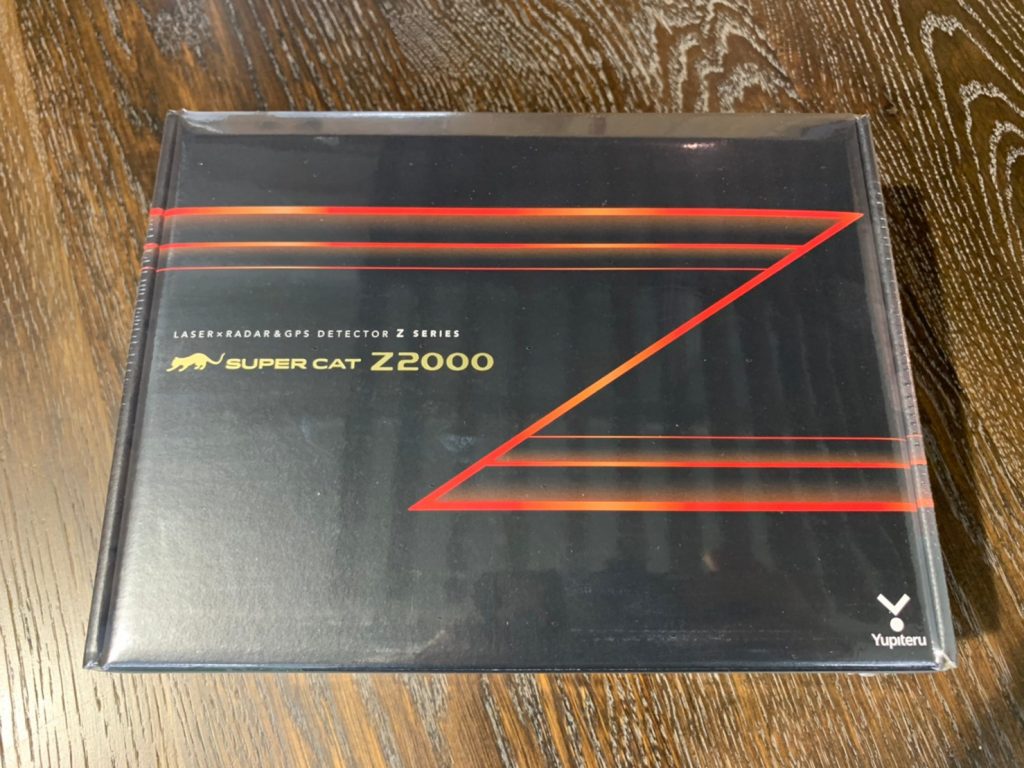 LASER×RADAR&GPS DETECTOR Z SERIES
SUPER CAT Z2000
Yupiteru